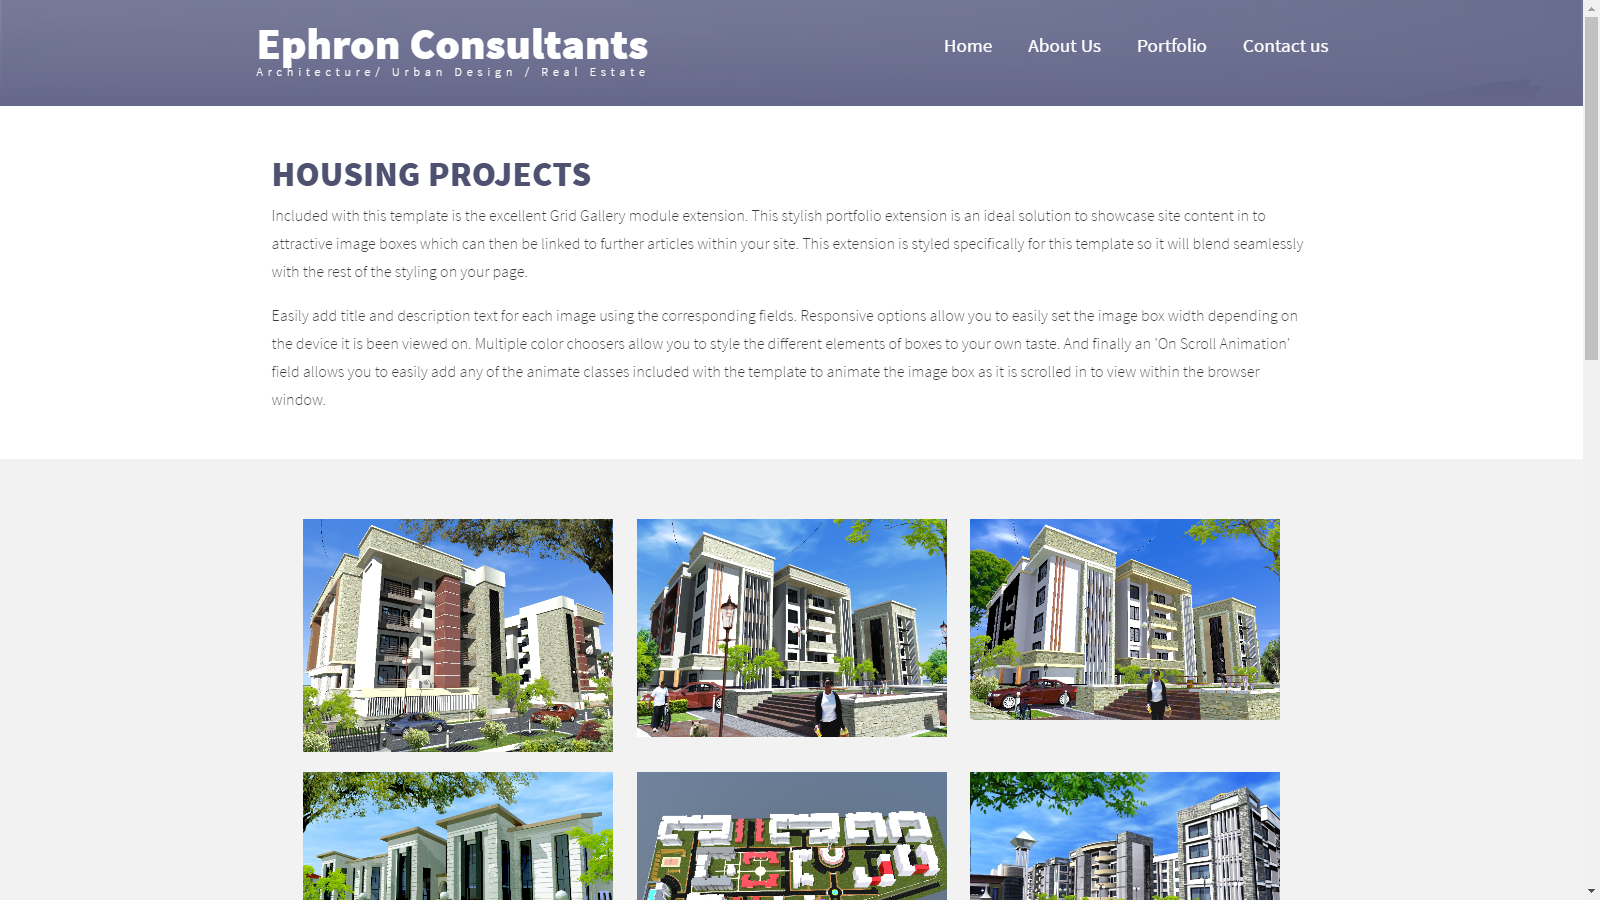 Ephron Consultants
Architecture/ Urban Design / Real Estate
Home
About Us
Portfolio
Contact us
HOUSING PROJECTS
Included with this template is the excellent Grid Gallery module extension. This stylish portfolio extension is an ideal solution to showcase site content in to
attractive image boxes which can then be linked to further articles within your site. This extension is styled specifically for this template so it will blend seamlessly
with the rest of the styling on your page.
Easily add title and description text for each image using the corresponding fields. Responsive options allow you to easily set the image box width depending on
the device it is been viewed on. Multiple color choosers allow you to style the different elements of boxes to your own taste. And finally an 'On Scroll Animation'
field allows you to easily add any of the animate classes included with the template to animate the image box as it is scrolled in to view within the browser
window.